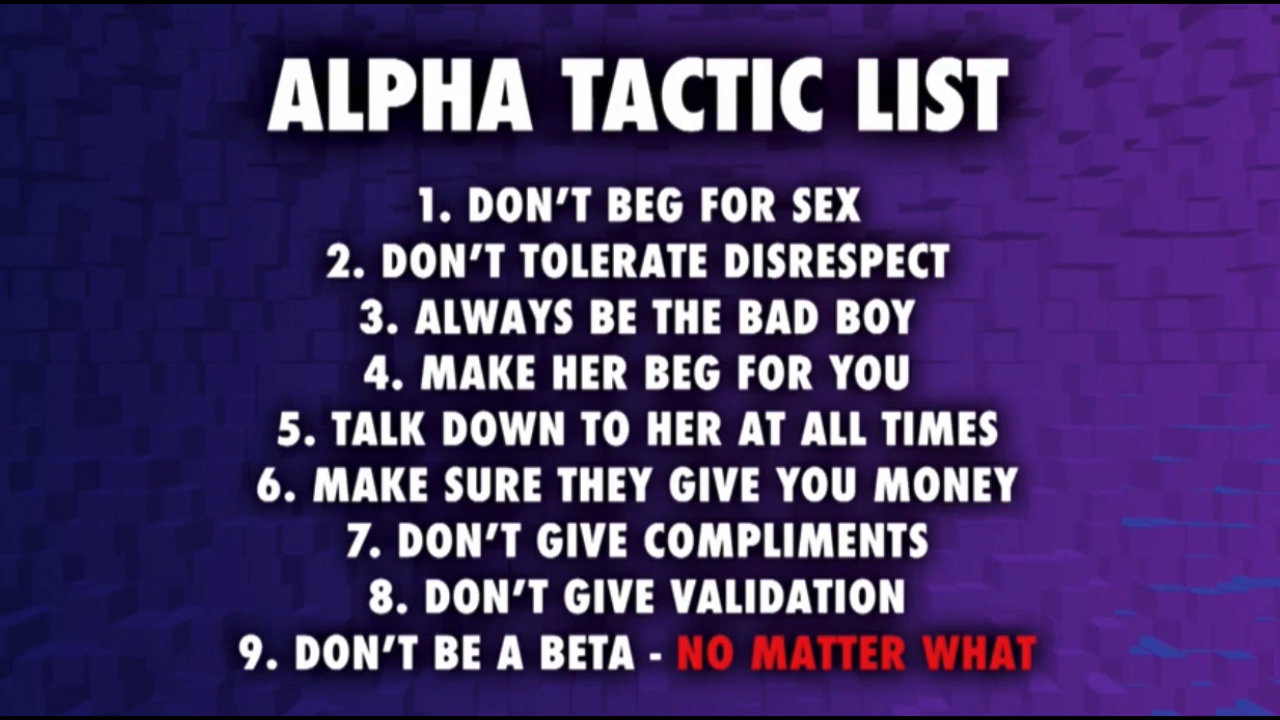 ALPHA TACTIC LIST
1. DON'T BEG FOR SEX
2. DON'T TOLERATE DISRESPECT
3. ALWAYS BE THE BAD BOY
4. MAKE HER BEG FOR YOU
5. TALK DOWN TO HER AT ALL TIMES
6. MAKE SURE THEY GIVE YOU MONEY
7. DON'T GIVE COMPLIMENTS
8. DON'T GIVE VALIDATION
9. DON'T BE A BETA - NO MATTER WHAT